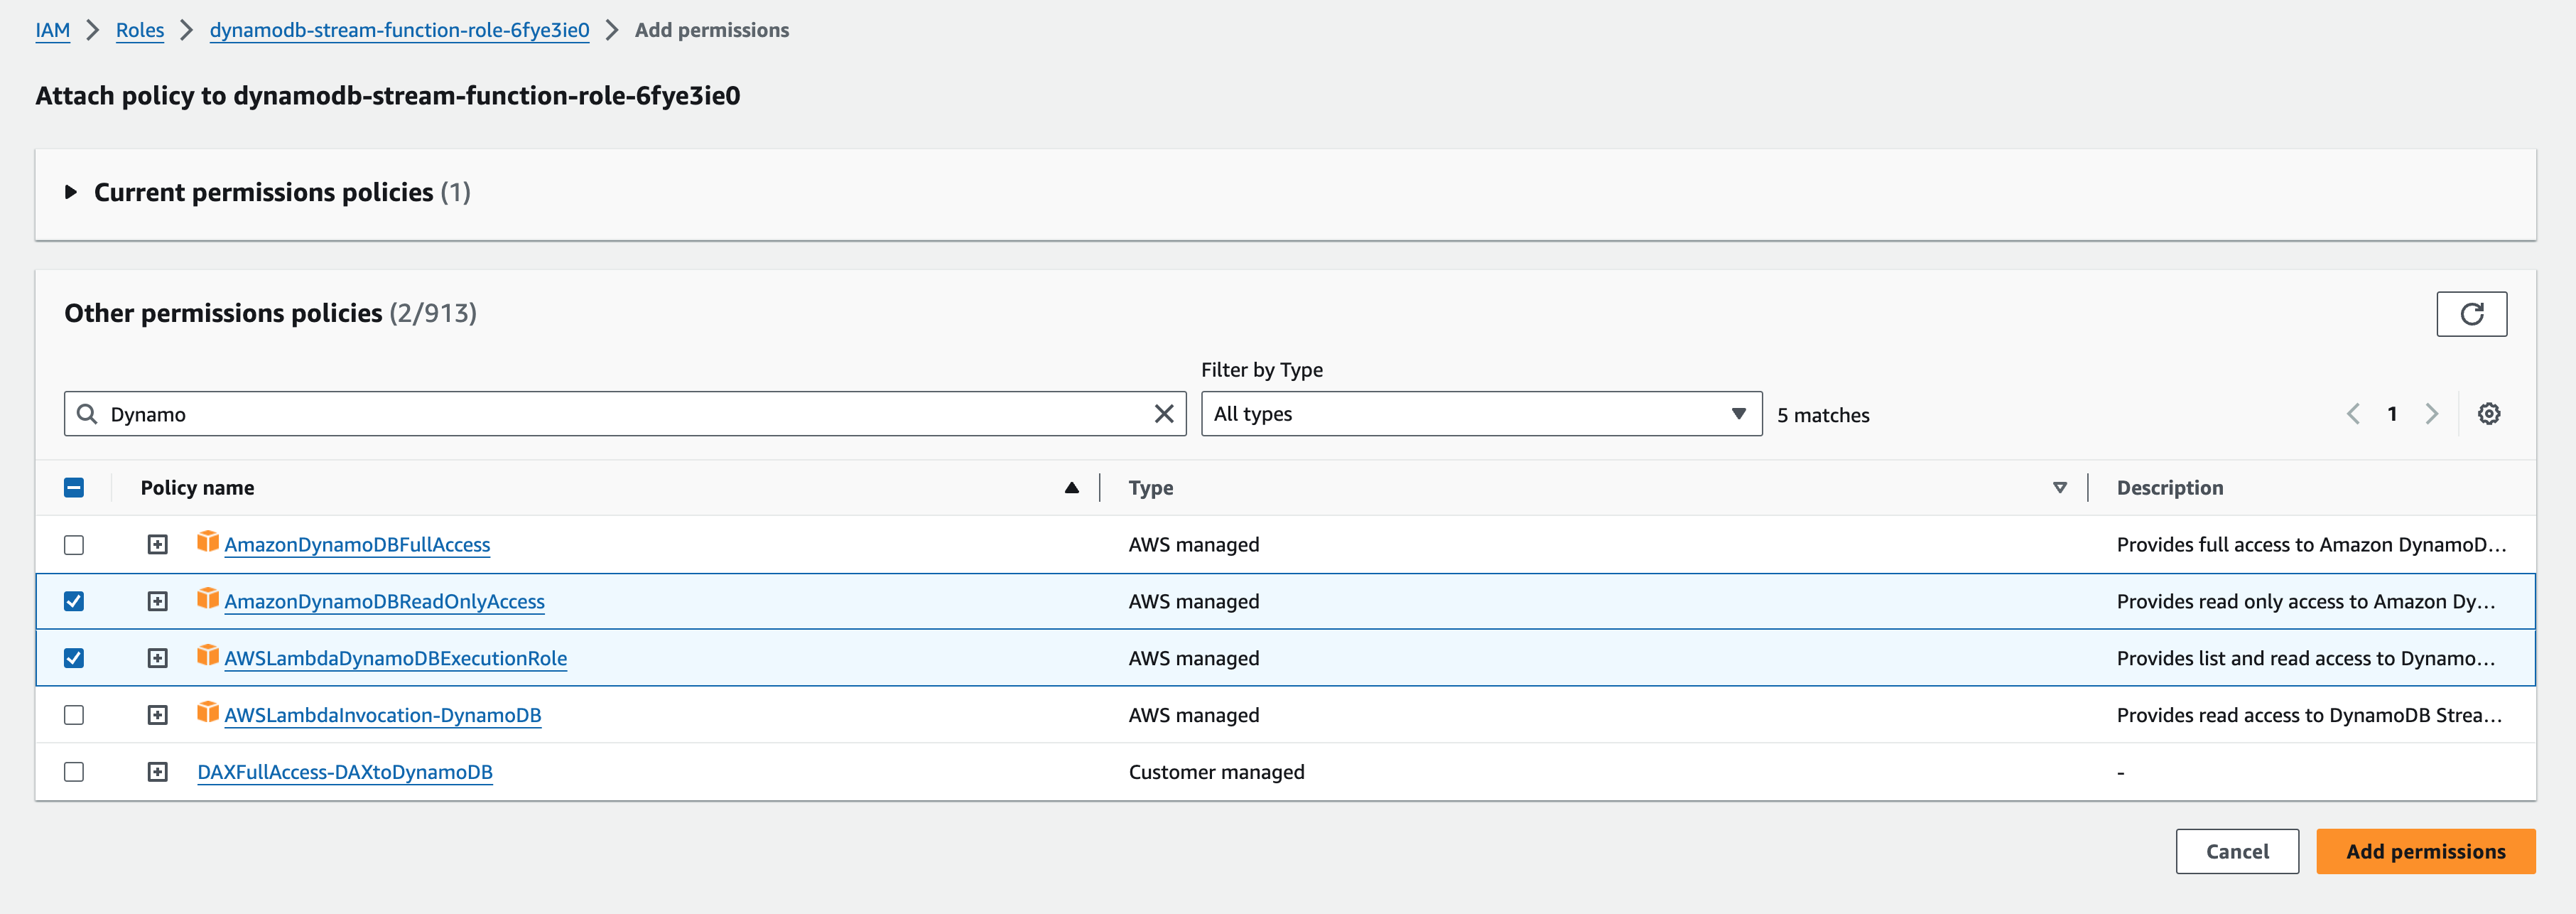 IAM Roles dynamodb-stream-function-role-6fye3ie0 Add permissions
Attach policy to dynamodb-stream-function-role-6fye3ie0
Current permissions policies (1)
Other permissions policies (2/913)
Filter by Type
Dynamo All types 5 matches 1
Policy name Type Description
AmazonDynamoDBFullAccess AWS managed Provides full access to Amazon DynamoD...
AmazonDynamoDBReadOnlyAccess AWS managed Provides read only access to Amazon Dy...
AWSLambdaDynamoDBExecutionRole AWS managed Provides list and read access to Dynamo...
AWSLambdaInvocation-DynamoDB AWS managed Provides read access to DynamoDB Strea...
DAXFullAccess-DAXtoDynamoDB Customer managed -
Cancel Add permissions